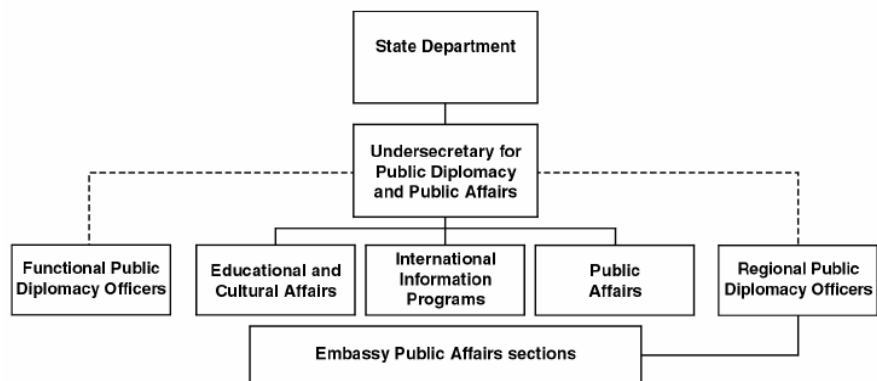 State Department
Undersecretary for
Public Diplomacy
and Public Affairs
Functional Public
Diplomacy Officers
Educational and
Cultural Affairs
International
Information
Programs
Public
Affairs
Regional Public
Diplomacy Officers
Embassy Public Affairs sections